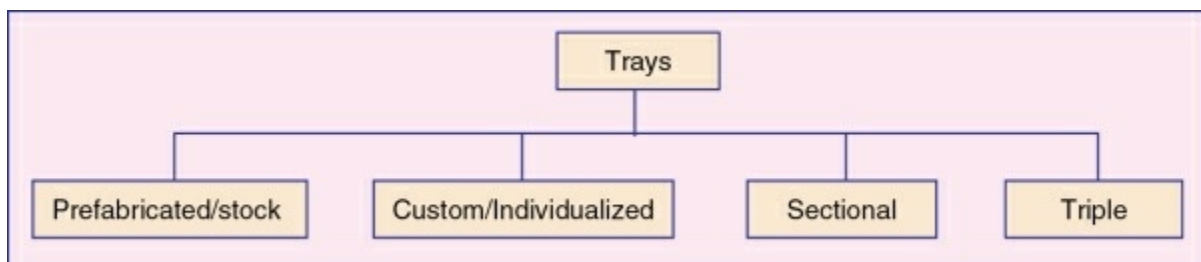 Trays
Prefabricated/stock
Custom/Individualized
Sectional
Triple